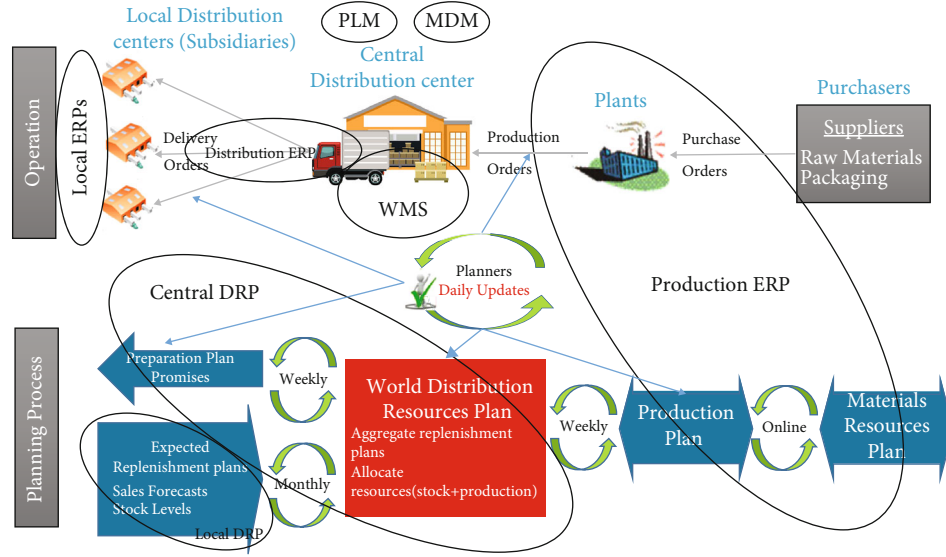 Local Distribution
centers (Subsidiaries)
PLM
MDM
Central
Distribution center
Purchasers
Plants
Operation
Local ERPs
Delivery
Orders
Distribution ERP
WMS
Production
Orders
Purchase
Orders
Suppliers
Raw Materials
Packaging
Planners
Daily Updates
Central DRP
Production ERP
Planning Process
Preparation Plan
Promises
Weekly
World Distribution
Resources Plan
Aggregate replenishment
plans
Allocate
resources(stock+production)
Weekly
Production
Plan
Online
Materials
Resources
Plan
Expected
Replenishment plans
Sales Forecasts
Stock Levels
Local DRP
Monthly